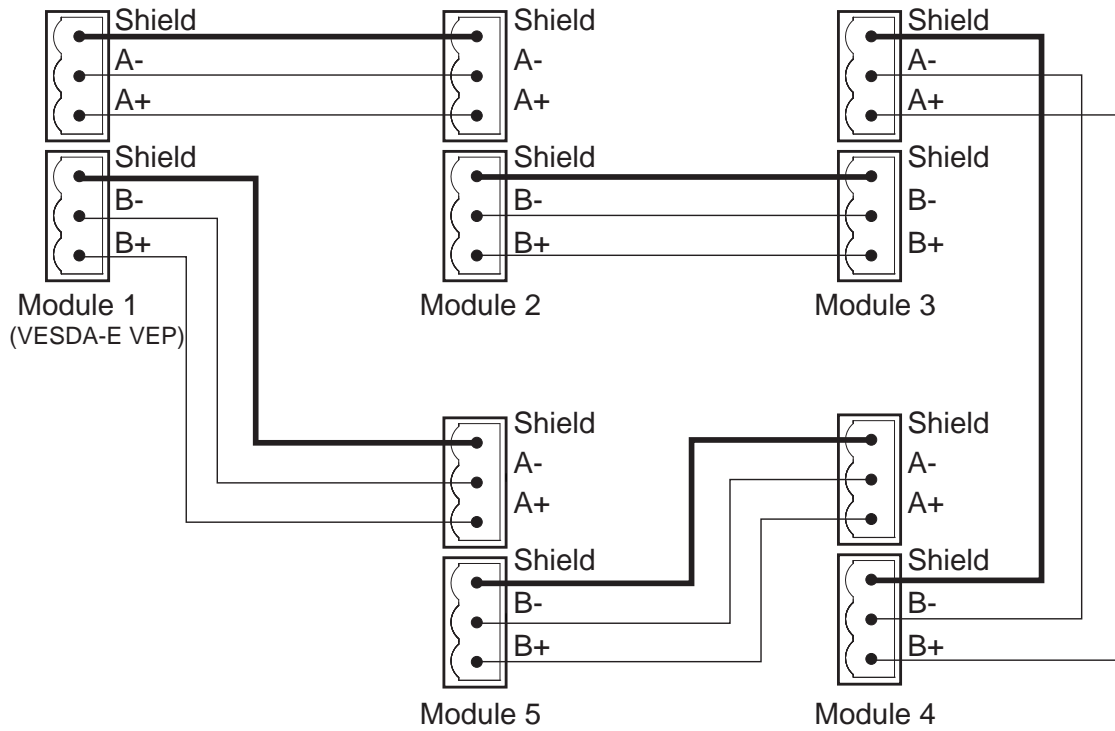 Shield
A-
A+
Shield
B-
B+
Module 1
(VESDA-E VEP)
Shield
A-
A+
Shield
B-
B+
Module 2
Shield
A-
A+
Shield
B-
B+
Module 3
Shield
A-
A+
Shield
B-
B+
Module 5
Shield
A-
A+
Shield
B-
B+
Module 4